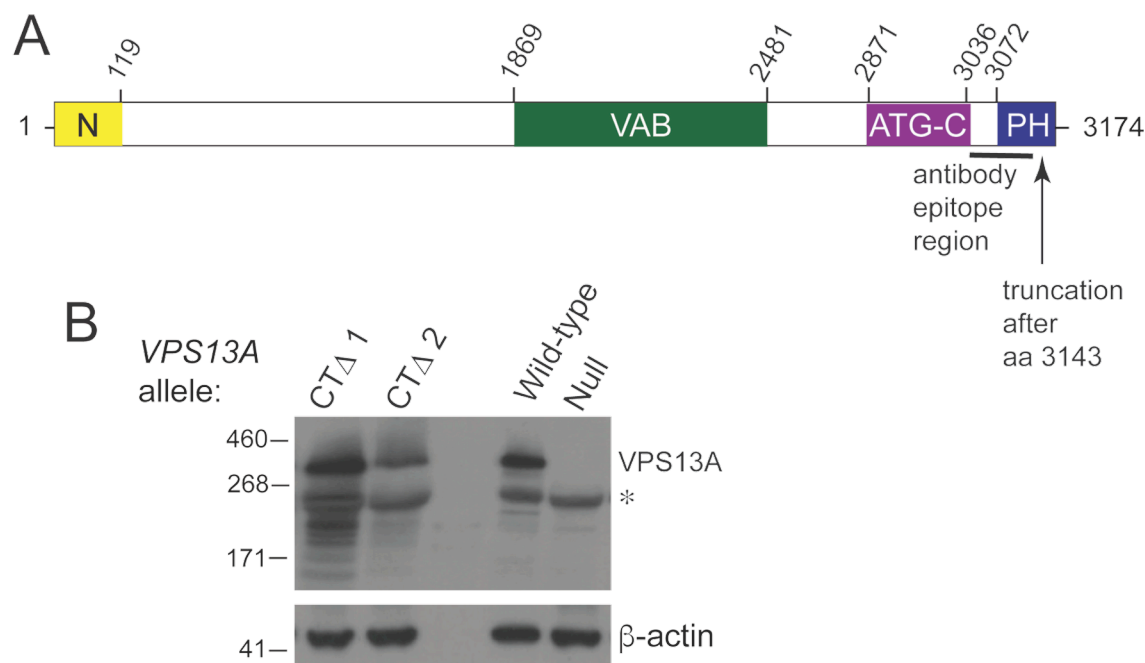 A
119 1869 2481 2871 3036 3072
1 N VAB ATG-C PH 3174
antibody
epitope
region
truncation
after
aa 3143
B
VPS13A
allele:
CTΔ 1 CTΔ 2 Wild-type Null
460
VPS13A
268
*
171
β-actin
41